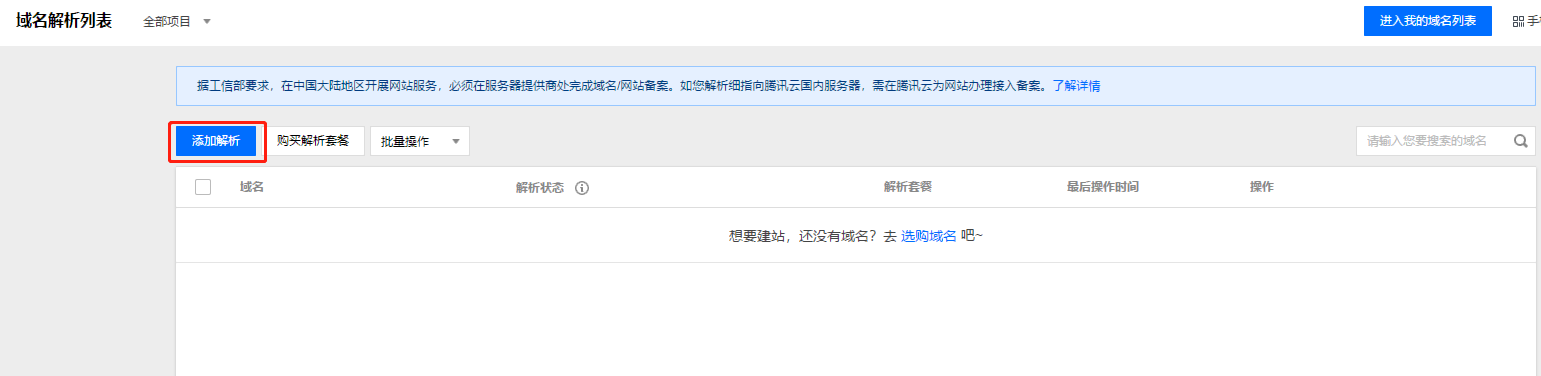 域名解析列表 全部项目 进入我的域名列表 手
据工信部要求，在中国大陆地区开展网站服务，必须在服务器提供商处完成域名/网站备案。如您解析细指向腾讯云国内服务器，需在腾讯云为网站办理接入备案。了解详情
添加解析 购买解析套餐 批量操作 请输入您要搜索的域名
域名 解析状态 解析套餐 最后操作时间 操作
想要建站，还没有域名？去 选购域名 吧~